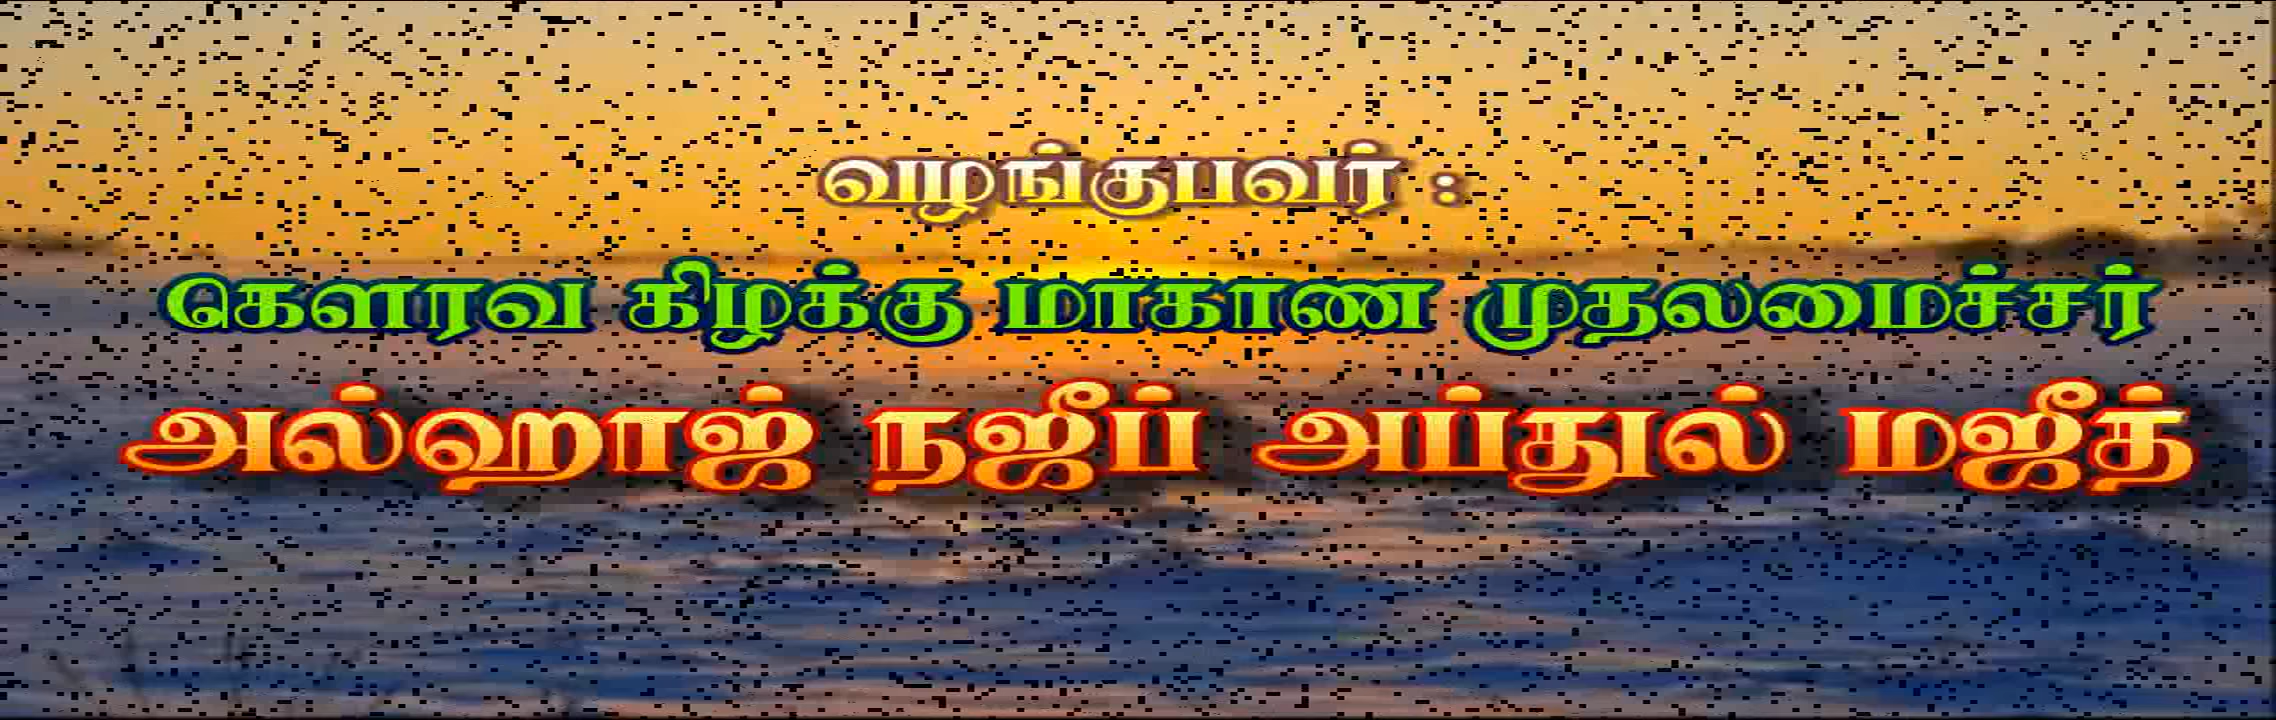 வழங்குபவர் :
கௌரவ கிழக்கு மாகாண முதலமைச்சர்
அல்ஹாஜ் நஜீப் அப்துல் மஜீத்